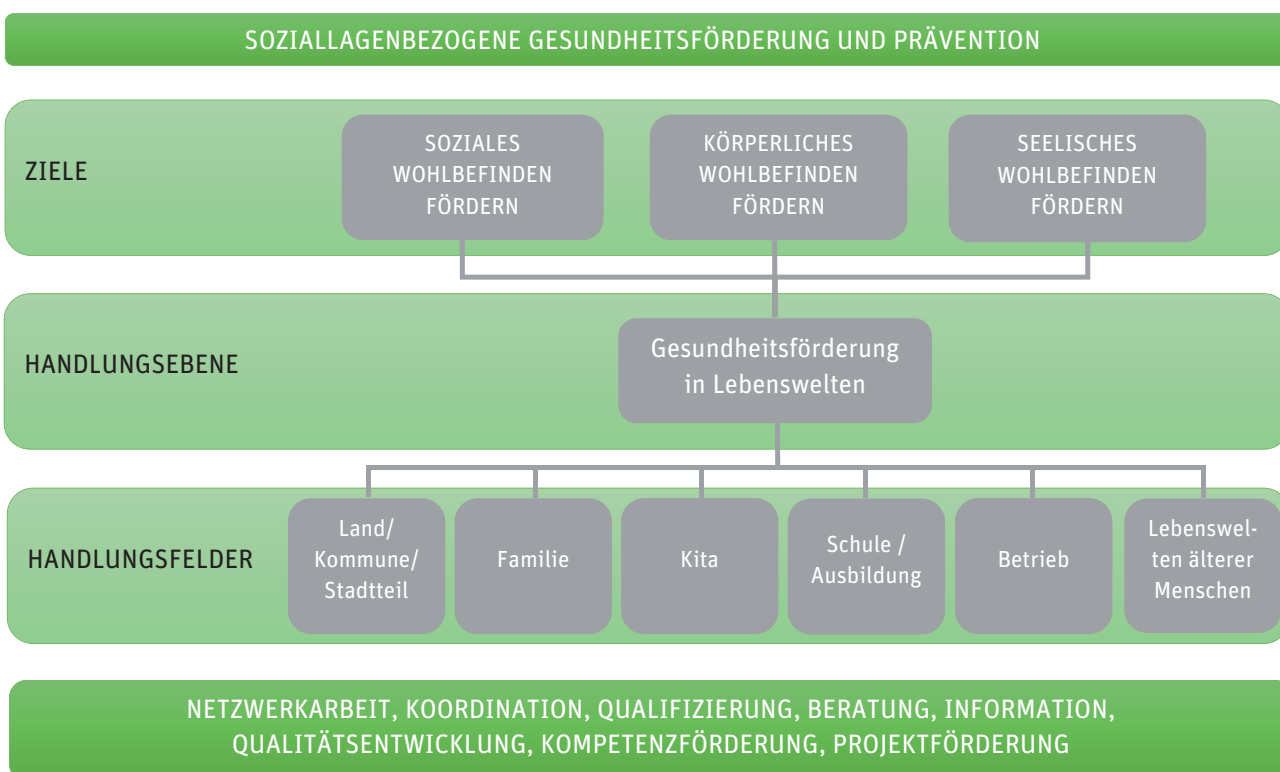 SOZIALLAGENBEZOGENE GESUNDHEITSFÖRDERUNG UND PRÄVENTION
ZIELE
SOZIALES
WOHLBEFINDEN
FÖRDERN
KÖRPERLICHES
WOHLBEFINDEN
FÖRDERN
SEELISCHES
WOHLBEFINDEN
FÖRDERN
HANDLUNGSEBENE
Gesundheitsförderung
in Lebenswelten
HANDLUNGSFELDER
Land/
Kommune/
Stadtteil
Familie
Kita
Schule /
Ausbildung
Betrieb
Lebenswel-
ten älterer
Menschen
NETZWERKARBEIT, KOORDINATION, QUALIFIZIERUNG, BERATUNG, INFORMATION,
QUALITÄTSENTWICKLUNG, KOMPETENZFÖRDERUNG, PROJEKTFÖRDERUNG